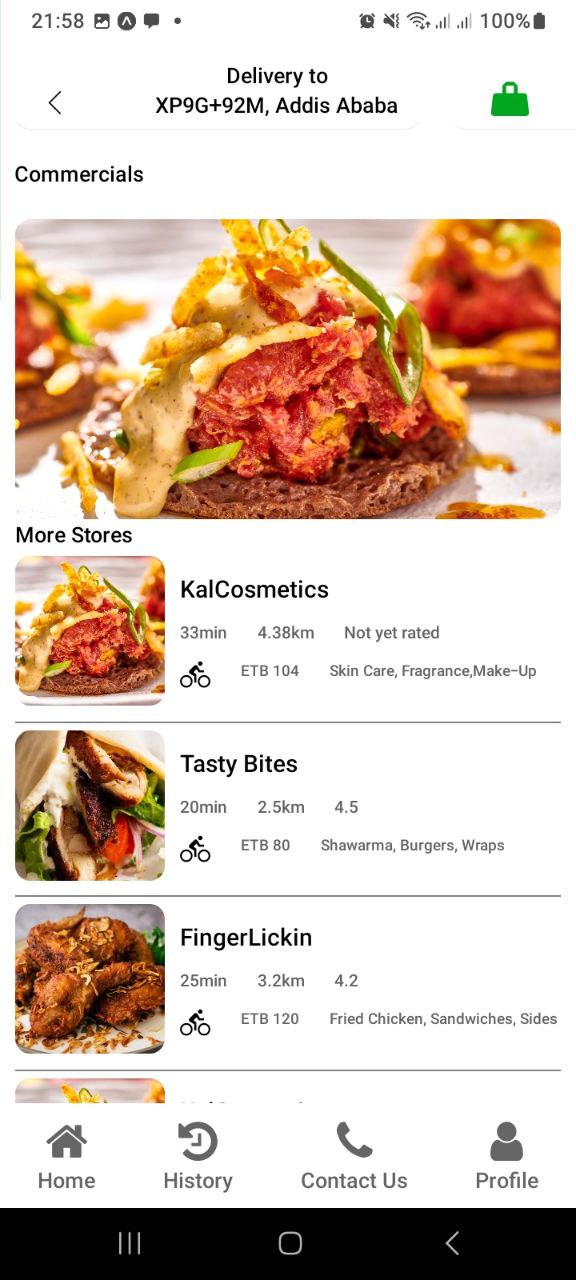 21:58 100%
Delivery to
XP9G+92M, Addis Ababa
Commercials
More Stores
KalCosmetics
33min 4.38km Not yet rated
ETB 104 Skin Care, Fragrance,Make-Up
Tasty Bites
20min 2.5km 4.5
ETB 80 Shawarma, Burgers, Wraps
FingerLickin
25min 3.2km 4.2
ETB 120 Fried Chicken, Sandwiches, Sides
Home History Contact Us Profile